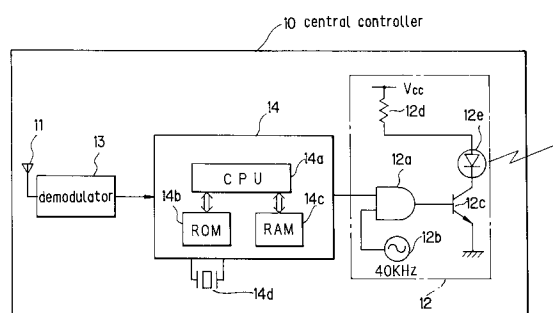 10 central controller
14
Vcc
12d
12e
11
13
14a
12a
CPU
14b
14c
12c
demodulator
ROM
RAM
12b
40KHz
14d
12